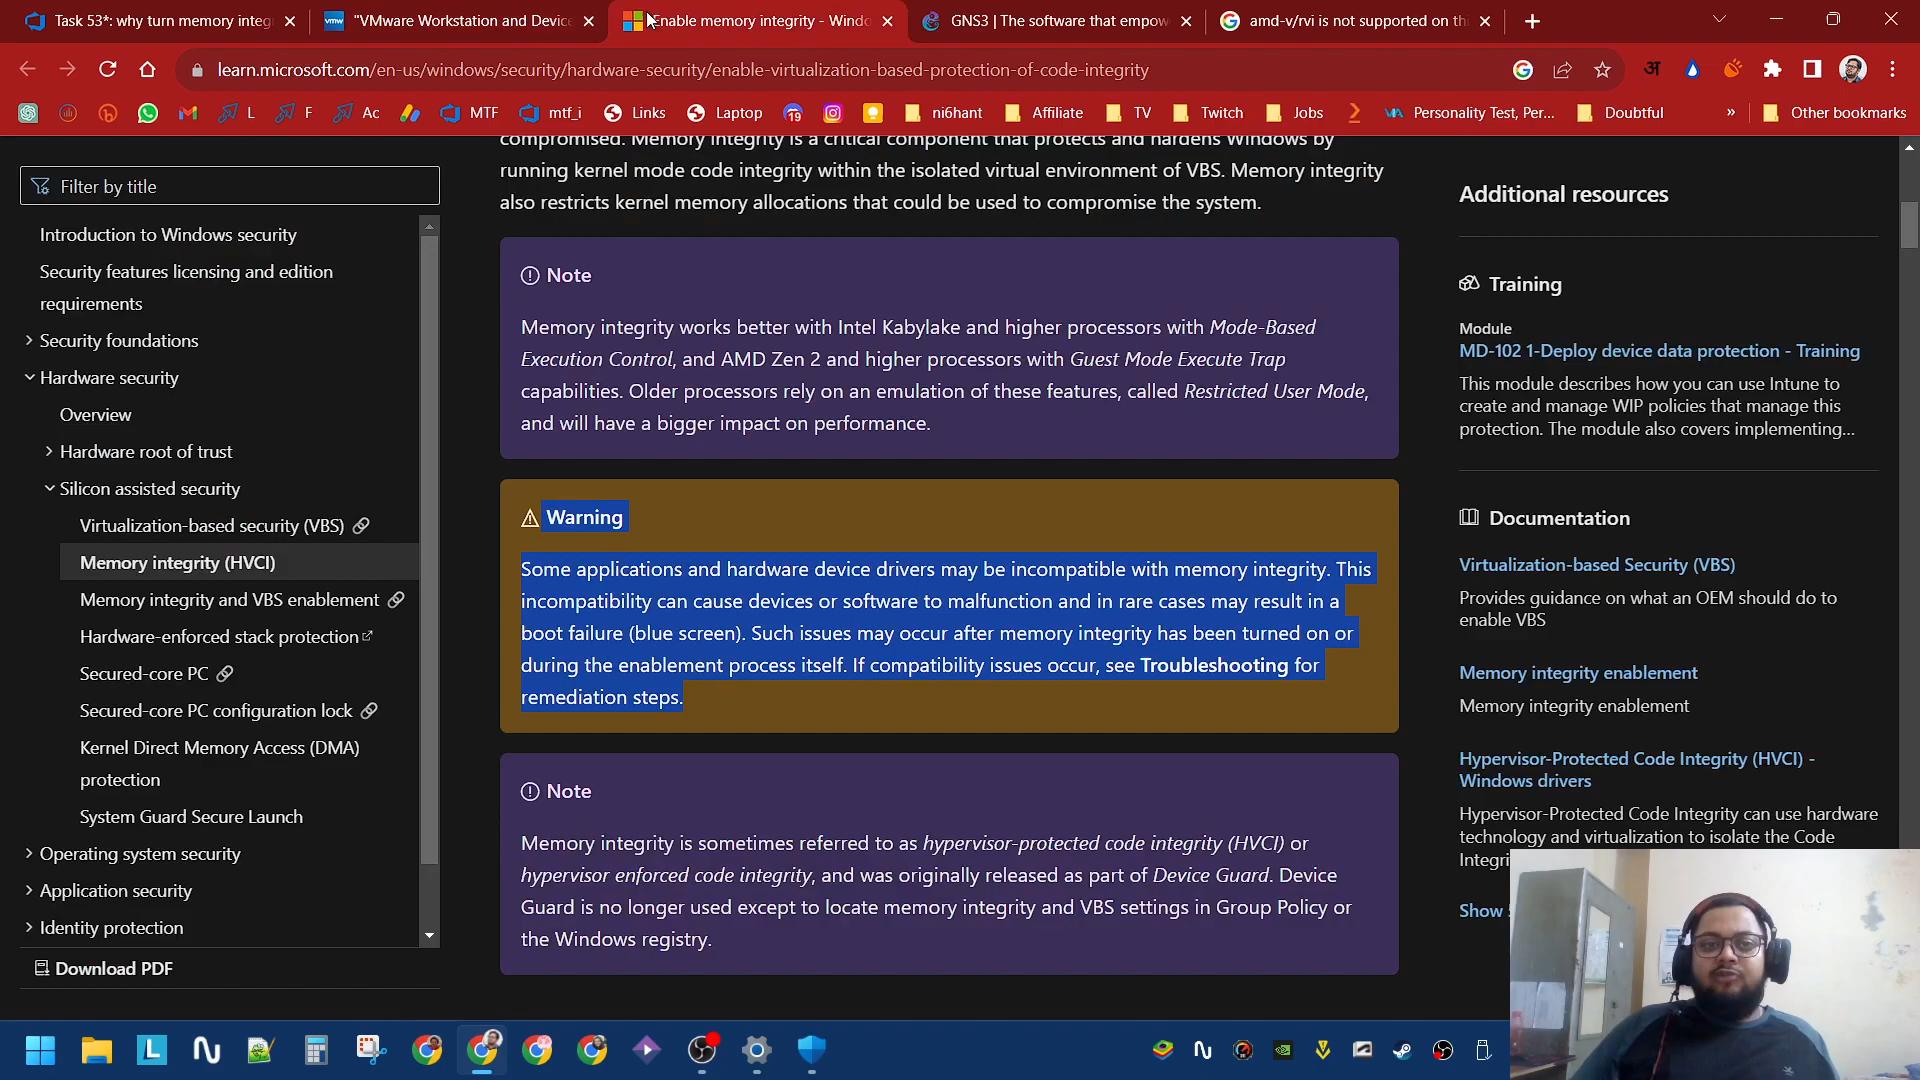 Task 53*: why turn memory integ
"VMware Workstation and Device
Enable memory integrity - Windo
GNS3 | The software that empow
amd-v/rvi is not supported on th
learn.microsoft.com/en-us/windows/security/hardware-security/enable-virtualization-based-protection-of-code-integrity
L
F
Ac
MTF
mtf_i
Links
Laptop
19
ni6hant
Affiliate
TV
Twitch
Jobs
Personality Test, Per...
Doubtful
»
Other bookmarks
Filter by title
Introduction to Windows security
Security features licensing and edition
requirements
Security foundations
Hardware security
Overview
Hardware root of trust
Silicon assisted security
Virtualization-based security (VBS)
Memory integrity (HVCI)
Memory integrity and VBS enablement
Hardware-enforced stack protection
Secured-core PC
Secured-core PC configuration lock
Kernel Direct Memory Access (DMA)
protection
System Guard Secure Launch
Operating system security
Application security
Identity protection
Download PDF
compromised. Memory integrity is a critical component that protects and hardens Windows by
running kernel mode code integrity within the isolated virtual environment of VBS. Memory integrity
also restricts kernel memory allocations that could be used to compromise the system.
Note
Memory integrity works better with Intel Kabylake and higher processors with Mode-Based
Execution Control, and AMD Zen 2 and higher processors with Guest Mode Execute Trap
capabilities. Older processors rely on an emulation of these features, called Restricted User Mode,
and will have a bigger impact on performance.
Warning
Some applications and hardware device drivers may be incompatible with memory integrity. This
incompatibility can cause devices or software to malfunction and in rare cases may result in a
boot failure (blue screen). Such issues may occur after memory integrity has been turned on or
during the enablement process itself. If compatibility issues occur, see Troubleshooting for
remediation steps.
Note
Memory integrity is sometimes referred to as hypervisor-protected code integrity (HVCI) or
hypervisor enforced code integrity, and was originally released as part of Device Guard. Device
Guard is no longer used except to locate memory integrity and VBS settings in Group Policy or
the Windows registry.
Additional resources
Training
Module
MD-102 1-Deploy device data protection - Training
This module describes how you can use Intune to
create and manage WIP policies that manage this
protection. The module also covers implementing...
Documentation
Virtualization-based Security (VBS)
Provides guidance on what an OEM should do to
enable VBS
Memory integrity enablement
Memory integrity enablement
Hypervisor-Protected Code Integrity (HVCI) -
Windows drivers
Hypervisor-Protected Code Integrity can use hardware
technology and virtualization to isolate the Code
Integri
Show